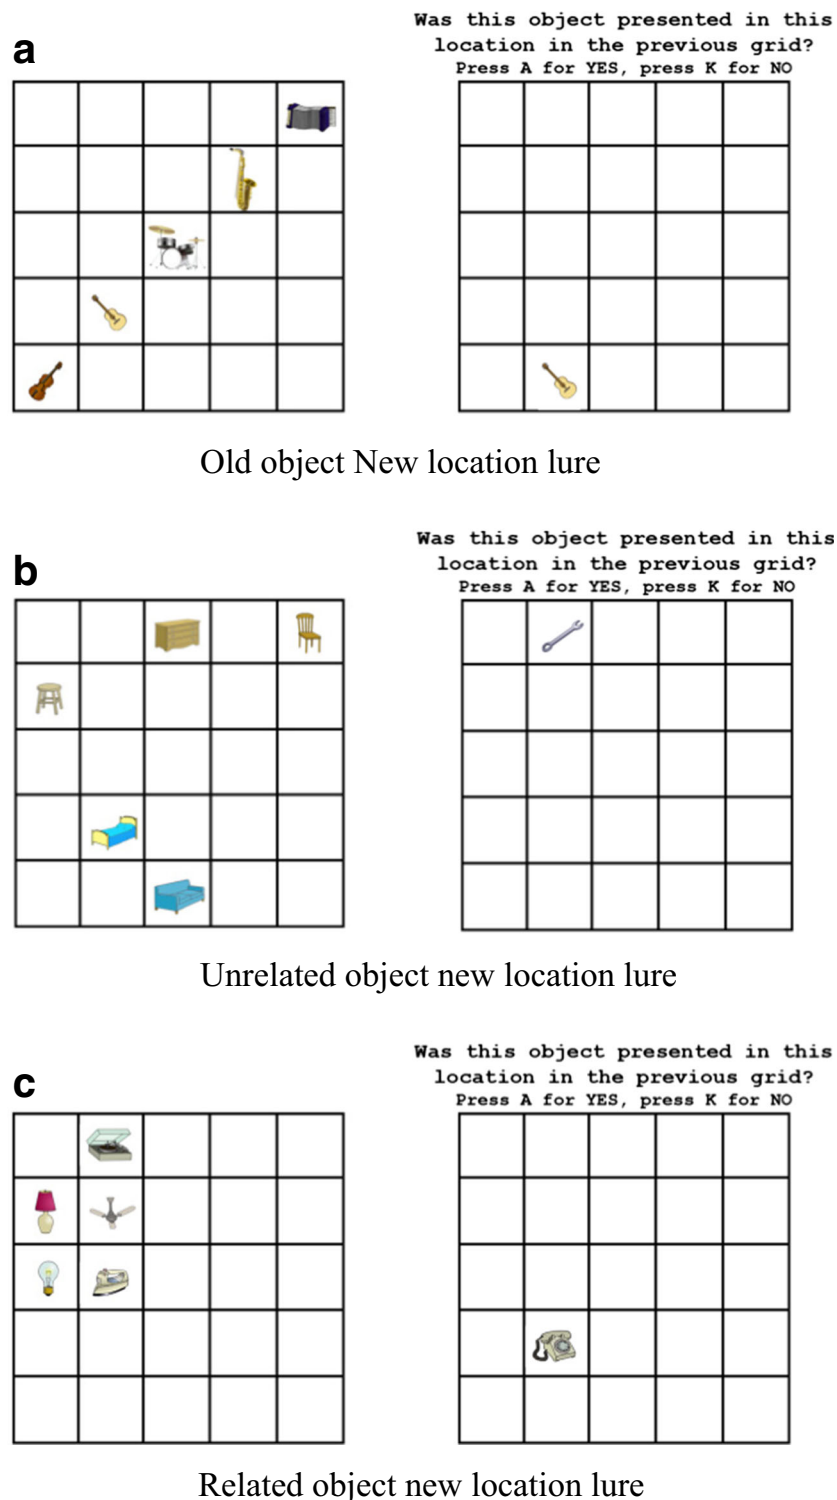 a
Was this object presented in this
location in the previous grid?
Press A for YES, press K for NO
Old object New location lure
b
Was this object presented in this
location in the previous grid?
Press A for YES, press K for NO
Unrelated object new location lure
c
Was this object presented in this
location in the previous grid?
Press A for YES, press K for NO
Related object new location lure